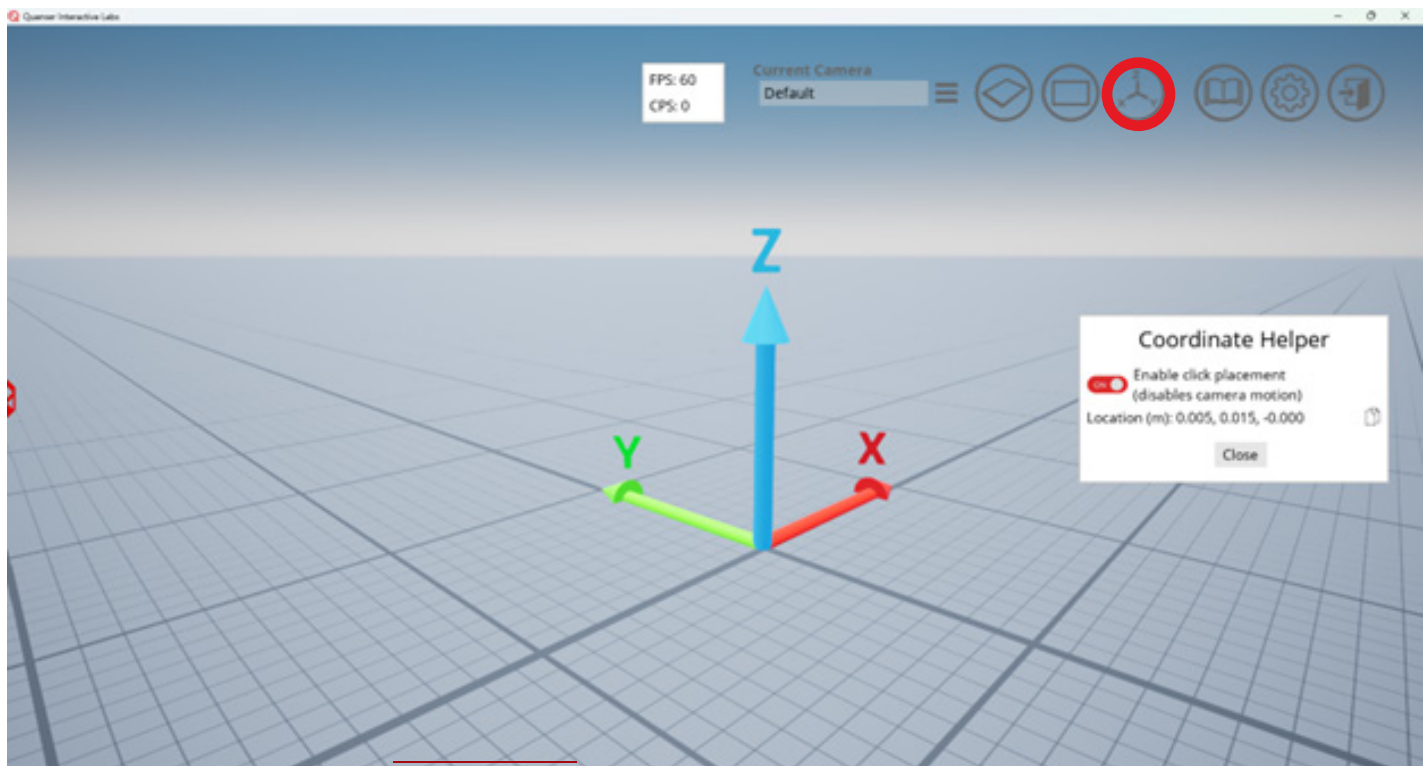 Quanser Interactive Labs
FPS: 60
CPS: 0
Current Camera
Default
Z
Y
X
Coordinate Helper
ON
Enable click placement
(disables camera motion)
Location (m): 0.005, 0.015, -0.000
Close